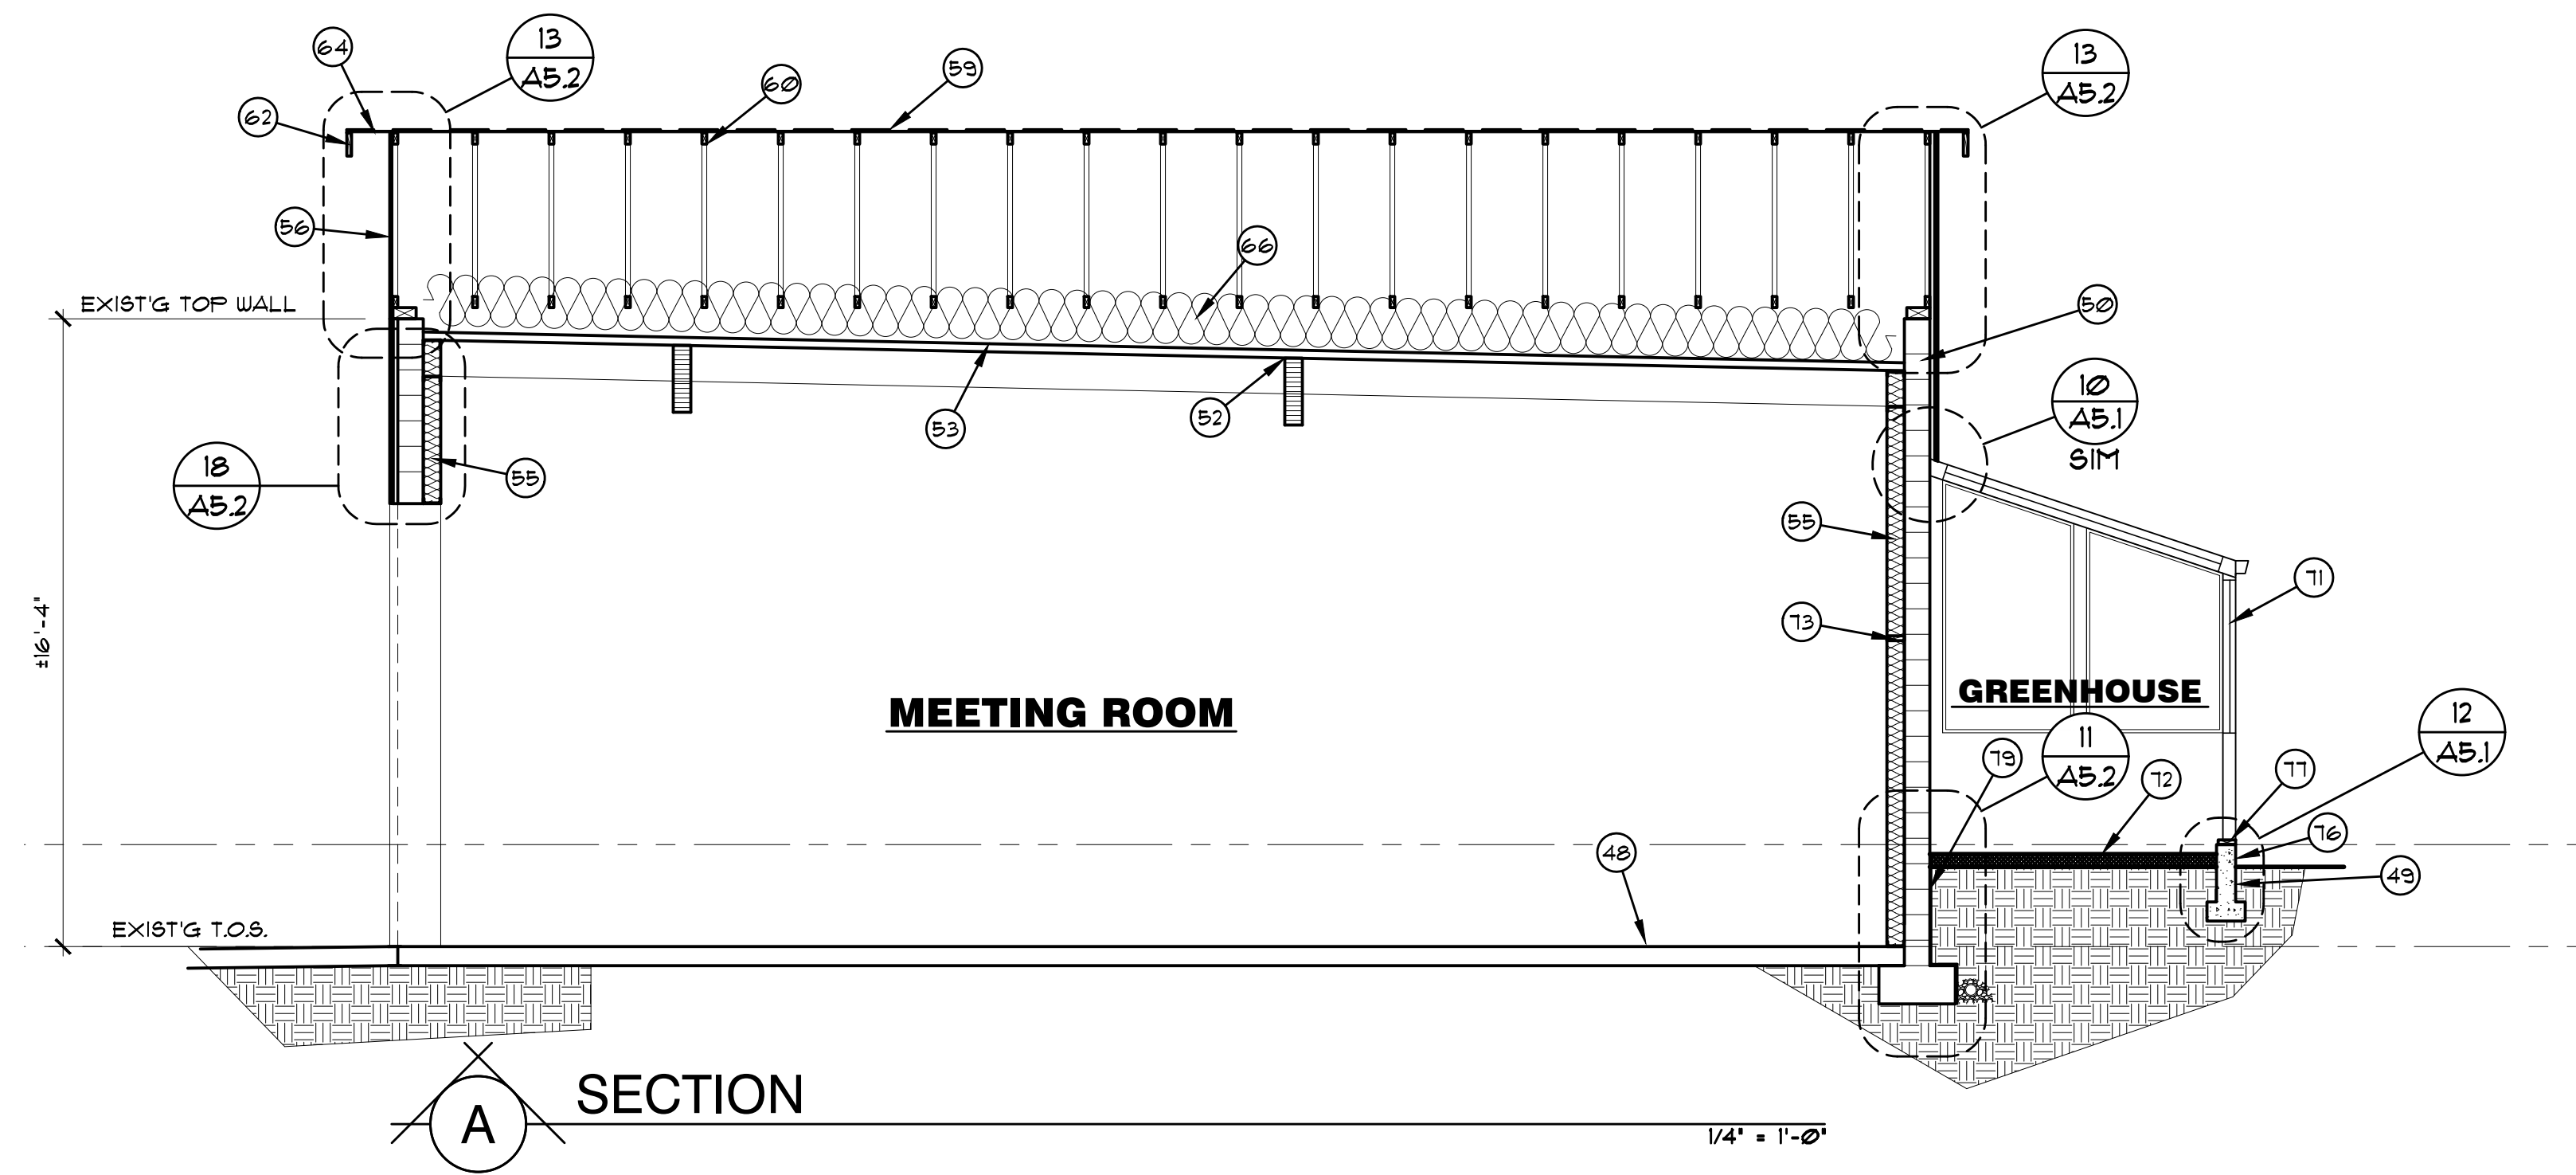 64
13
A5.2
62
60
59
13
A5.2
56
66
EXIST'G TOP WALL
50
10
A5.1
SIM
53
52
18
A5.2
55
55
71
±16'-4"
73
MEETING ROOM
GREENHOUSE
12
A5.1
11
A5.2
79
72
77
76
48
49
EXIST'G T.O.S.
A
SECTION
1/4" = 1'-0"